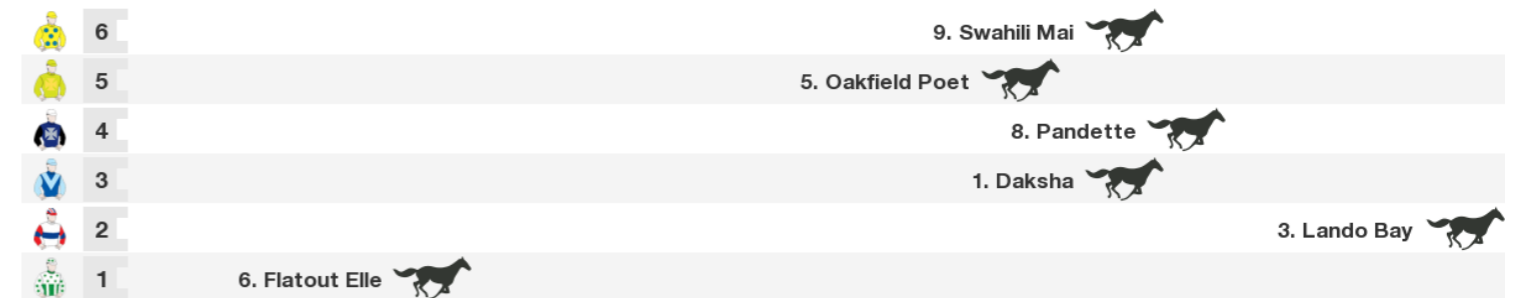 6 9. Swahili Mai
5 5. Oakfield Poet
4 8. Pandette
3 1. Daksha
2 3. Lando Bay
1 6. Flatout Elle